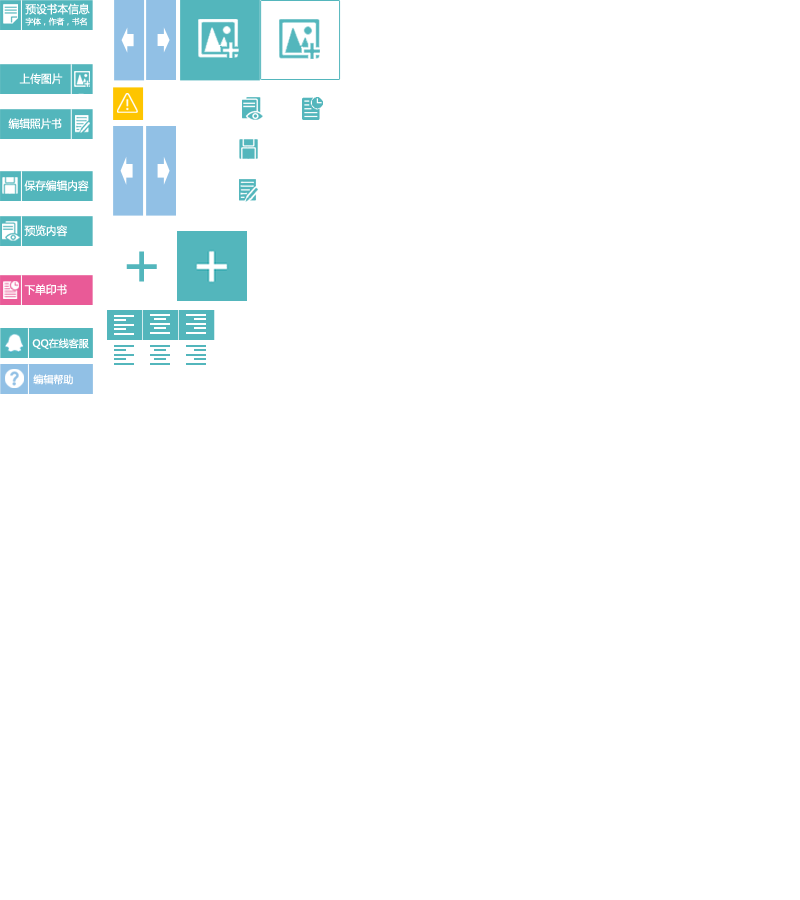 预设书本信息
字体，作者，书名
上传图片
编辑照片书
保存编辑内容
预览内容
下单印书
QQ在线客服
编辑帮助